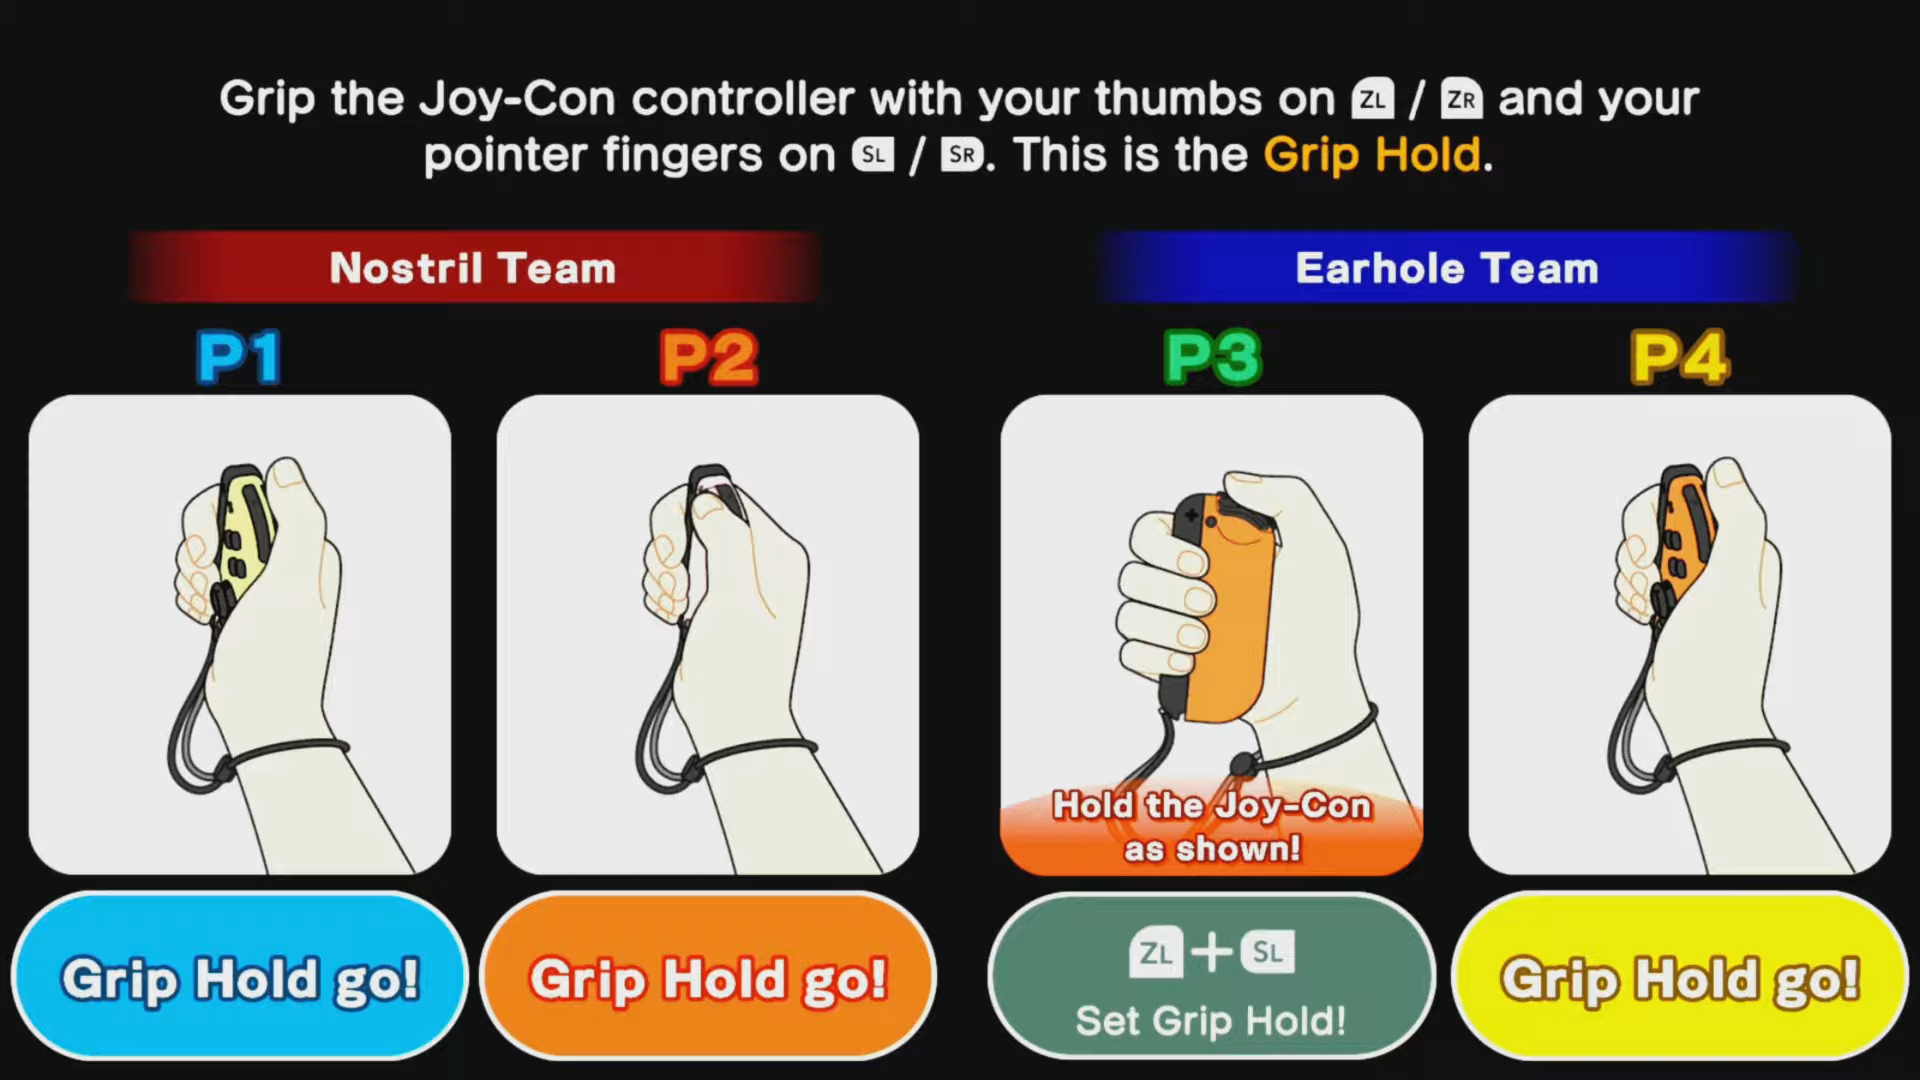 Grip the Joy-Con controller with your thumbs on ZL / ZR and your
pointer fingers on SL / SR. This is the Grip Hold.
Nostril Team
Earhole Team
P1
P2
P3
P4
Hold the Joy-Con
as shown!
Grip Hold go!
Grip Hold go!
ZL+SL
Set Grip Hold!
Grip Hold go!